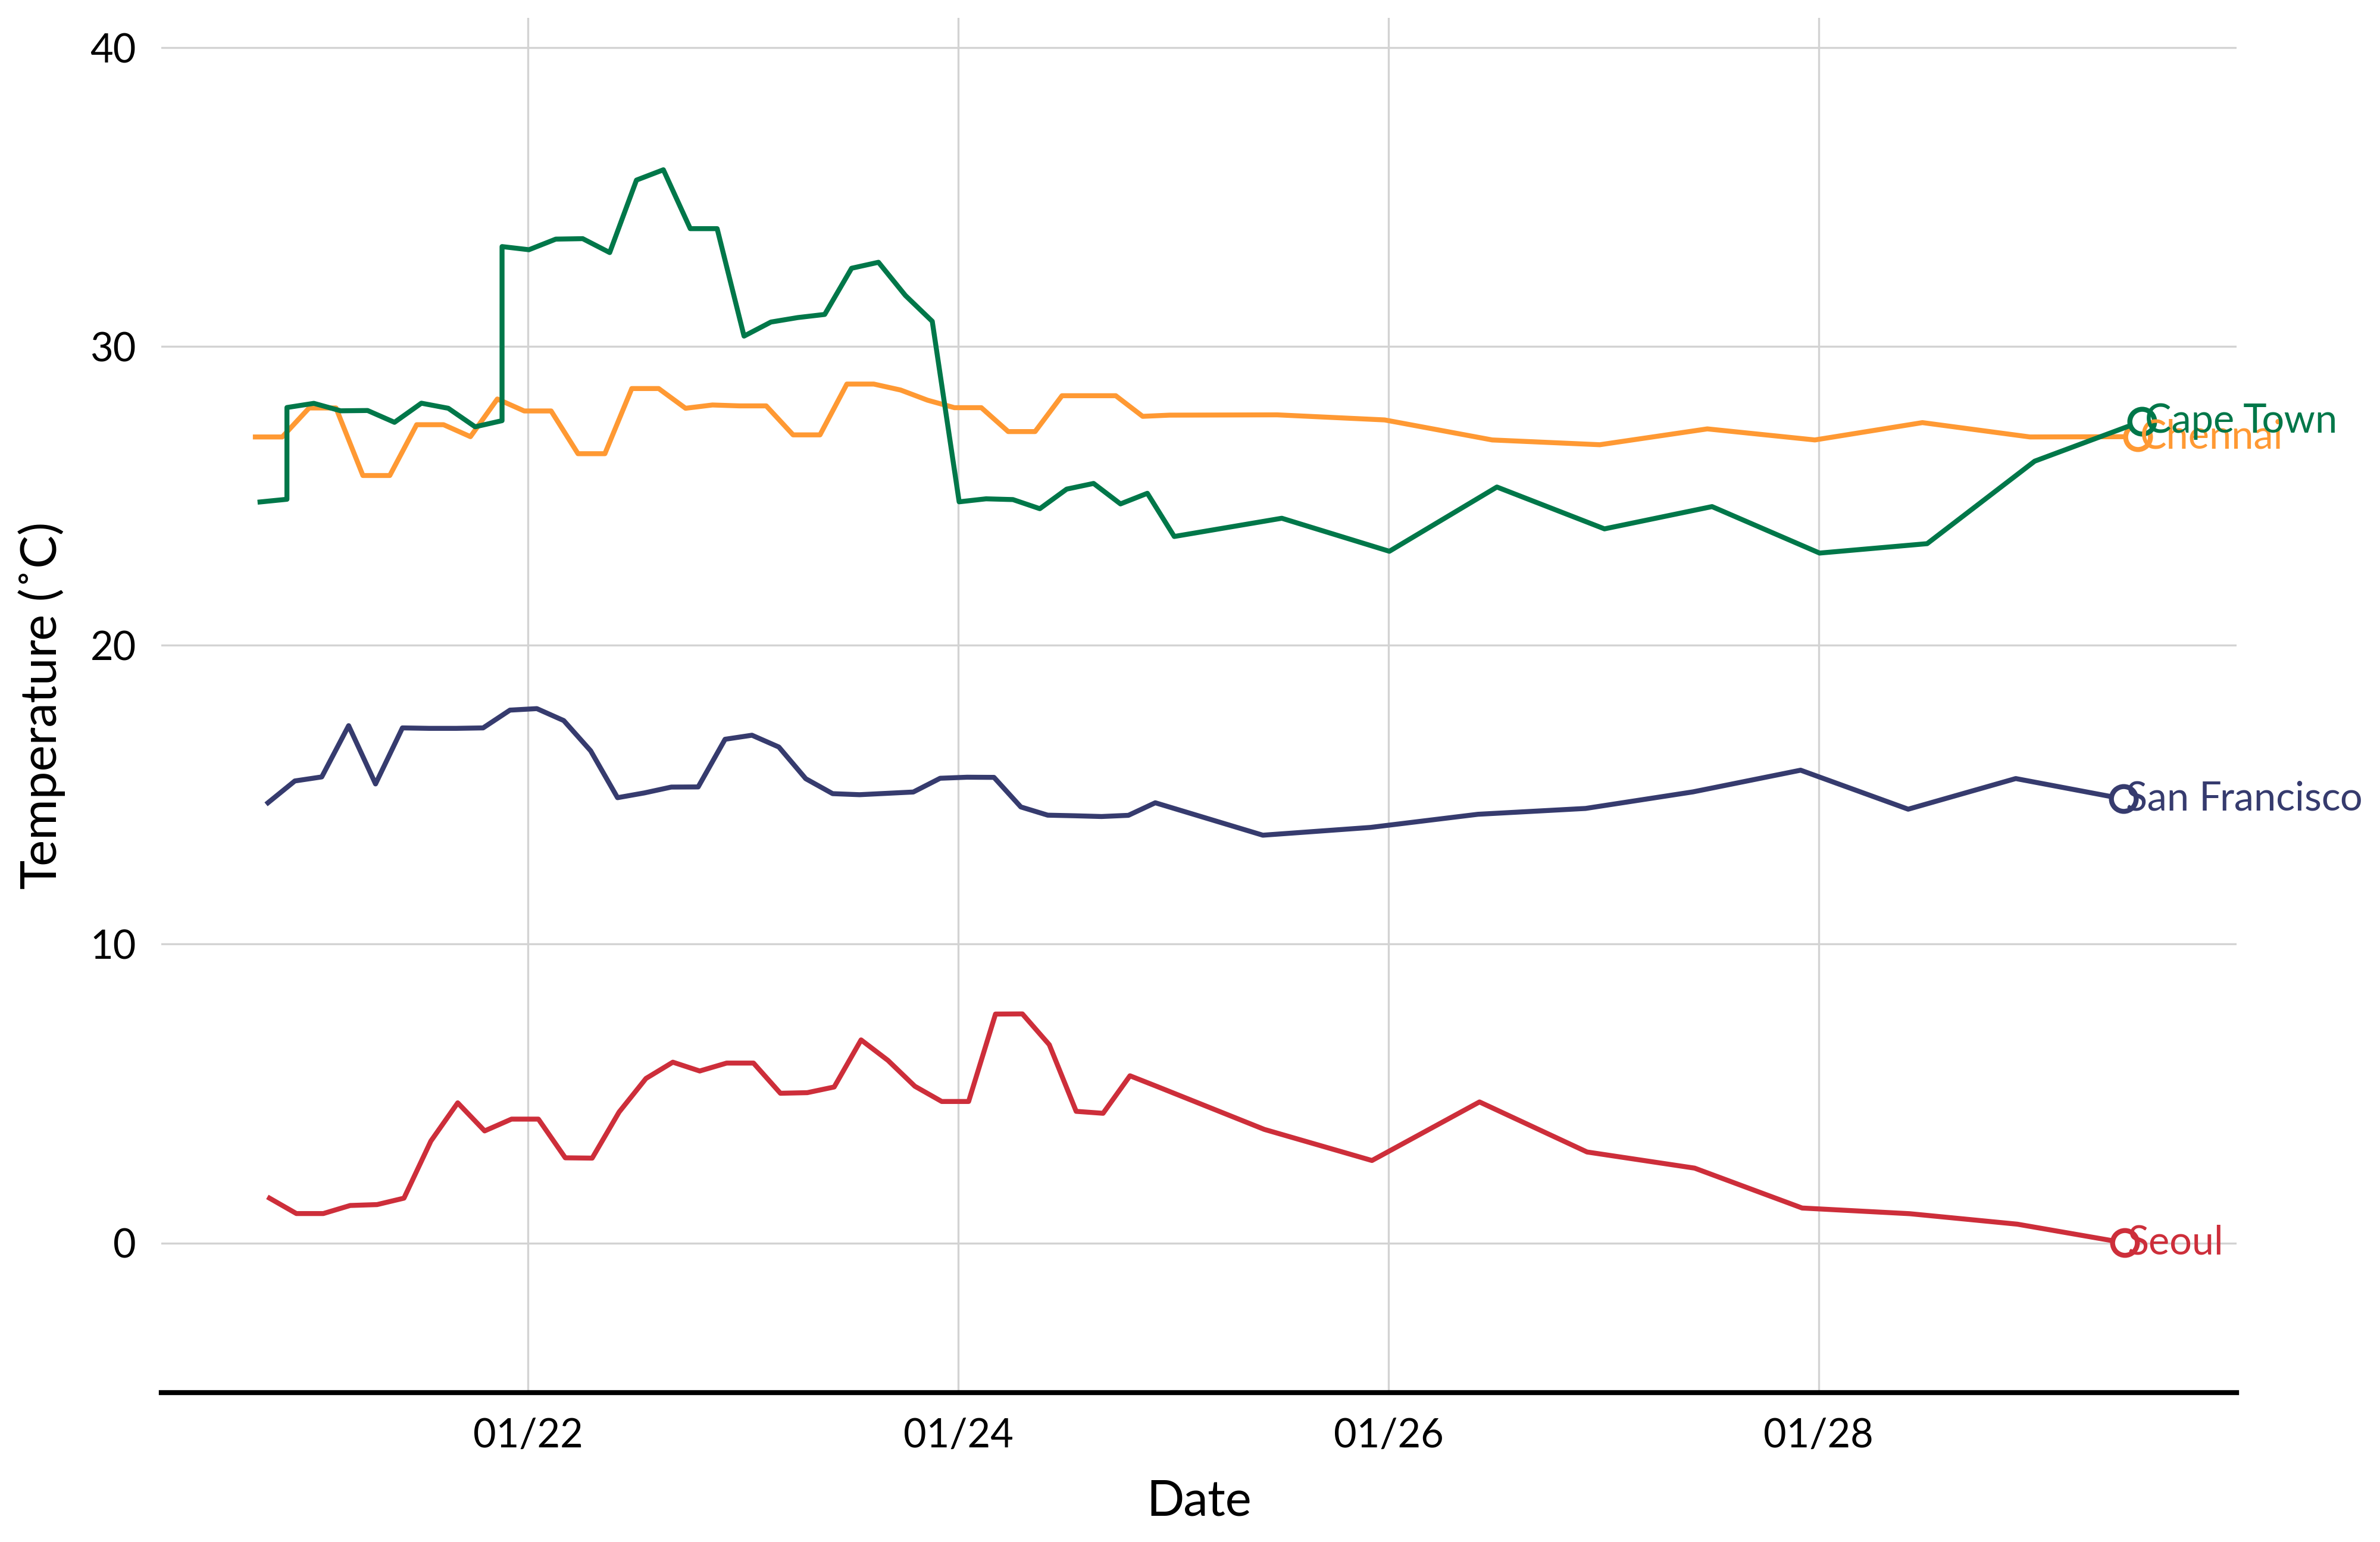 40
30
20
10
0
Temperature (°C)
Cape Town
Chennai
San Francisco
Seoul
01/22 01/24 01/26 01/28
Date